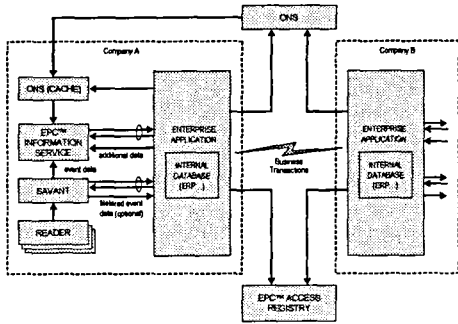 ONS
Company A
Company B
ONS (CACHE)
EPC™
INFORMATION
SERVICE
additional data
event data
SAVANT
filtered event
data (optional)
READER
ENTERPRISE
APPLICATION
INTERNAL
DATABASE
(ERP...)
Business
Transactions
ENTERPRISE
APPLICATION
INTERNAL
DATABASE
(ERP...)
EPC™ ACCESS
REGISTRY